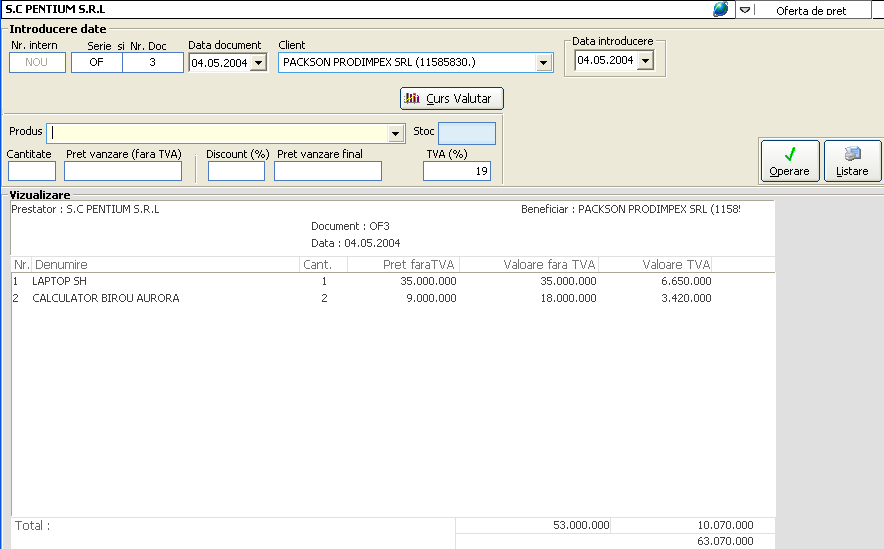 S.C PENTIUM S.R.L Oferta de pret
Introducere date
Nr. intern Serie si Nr. Doc Data document Client Data introducere
NOU OF 3 04.05.2004 PACKSON PRODIMPEX SRL (11585830.) 04.05.2004
Curs Valutar
Produs Stoc
Cantitate Pret vanzare (fara TVA) Discount (%) Pret vanzare final TVA (%)
19
Operare Listare
Vizualizare
Prestator : S.C PENTIUM S.R.L Beneficiar : PACKSON PRODIMPEX SRL (1158
Document : OF3
Data : 04.05.2004
Nr. Denumire Cant. Pret faraTVA Valoare fara TVA Valoare TVA
1 LAPTOP SH 1 35.000.000 35.000.000 6.650.000
2 CALCULATOR BIROU AURORA 2 9.000.000 18.000.000 3.420.000
Total : 53.000.000 10.070.000
63.070.000